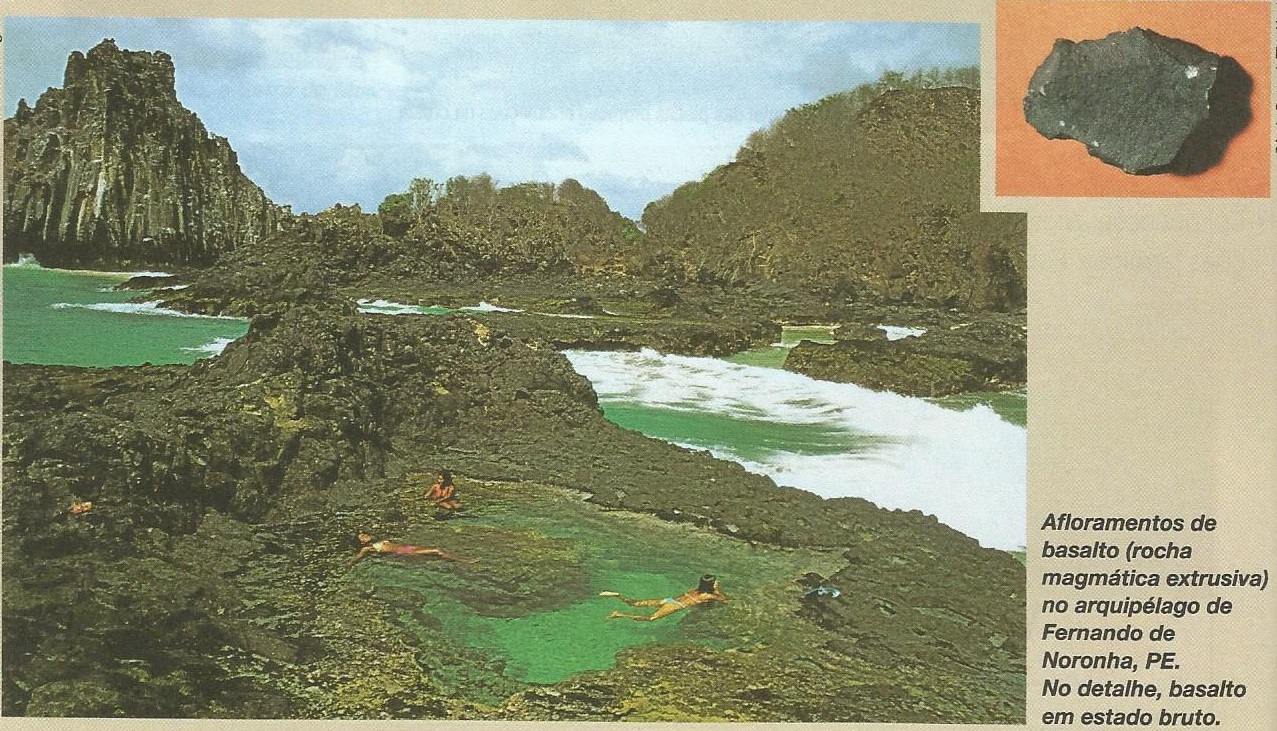 Afloramentos de
basalto (rocha
magmática extrusiva)
no arquipélago de
Fernando de
Noronha, PE.
No detalhe, basalto
em estado bruto.